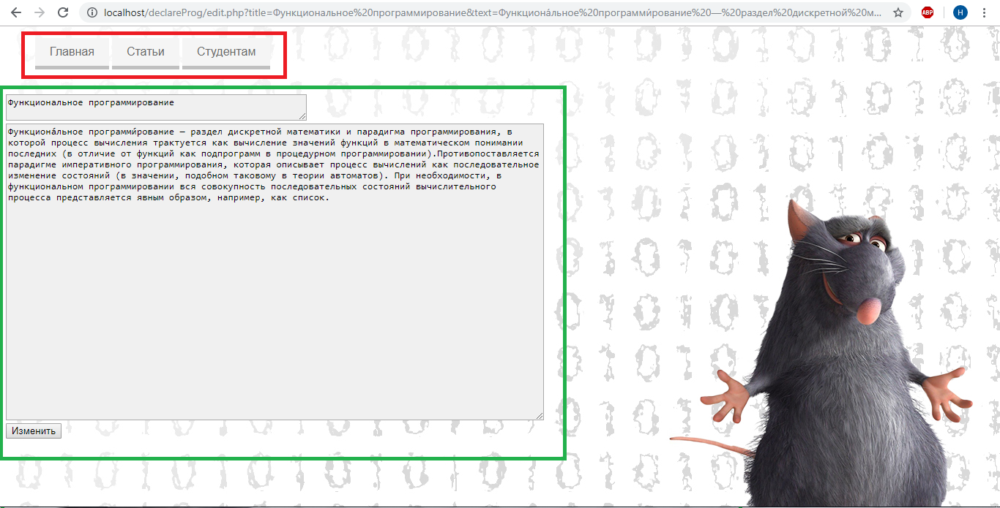 localhost/declareProg/edit.php?title=Функциональное%20программирование&text=Функциона́льное%20программи́рование%20—%20раздел%20дискретной%20м...
ABP
Н
Главная Статьи Студентам
Функциональное программирование
Функциона́льное программи́рование — раздел дискретной математики и парадигма программирования, в
которой процесс вычисления трактуется как вычисление значений функций в математическом понимании
последних (в отличие от функций как подпрограмм в процедурном программировании).Противопоставляется
парадигме императивного программирования, которая описывает процесс вычислений как последовательное
изменение состояний (в значении, подобном таковому в теории автоматов). При необходимости, в
функциональном программировании вся совокупность последовательных состояний вычислительного
процесса представляется явным образом, например, как список.
Изменить